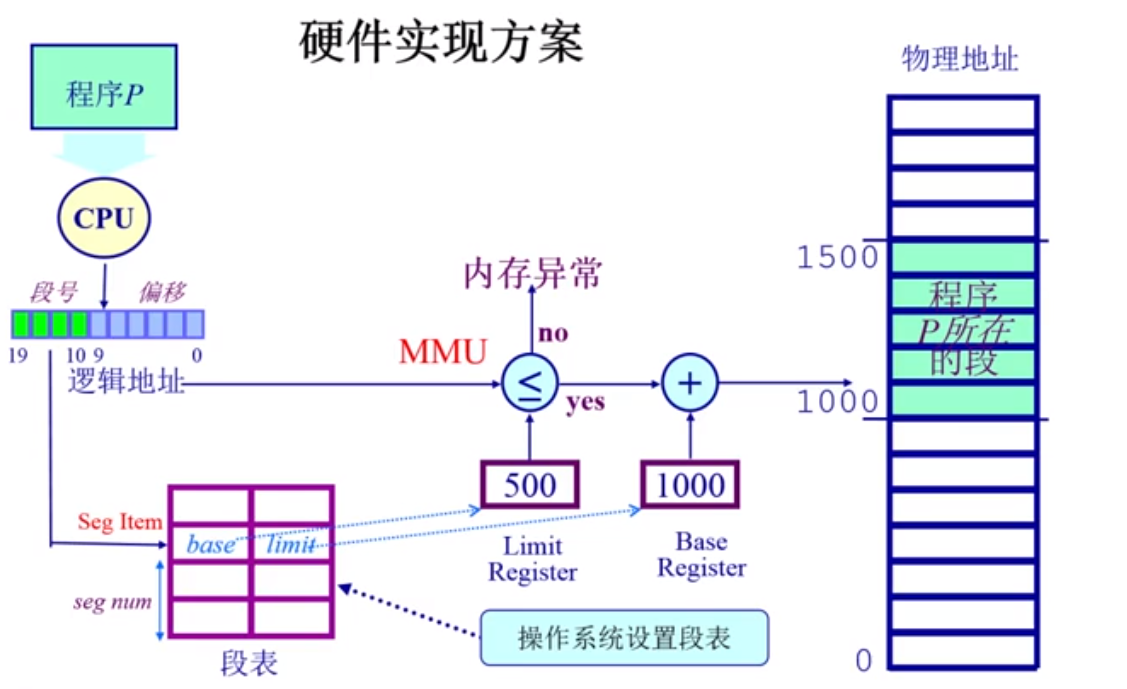 硬件实现方案
物理地址
程序P
CPU
段号
偏移
19
10
9
0
逻辑地址
MMU
内存异常
no
≤
yes
+
1500
程序
P所在
的段
1000
500
1000
Seg Item
base
limit
Limit
Register
Base
Register
seg num
操作系统设置段表
段表
0